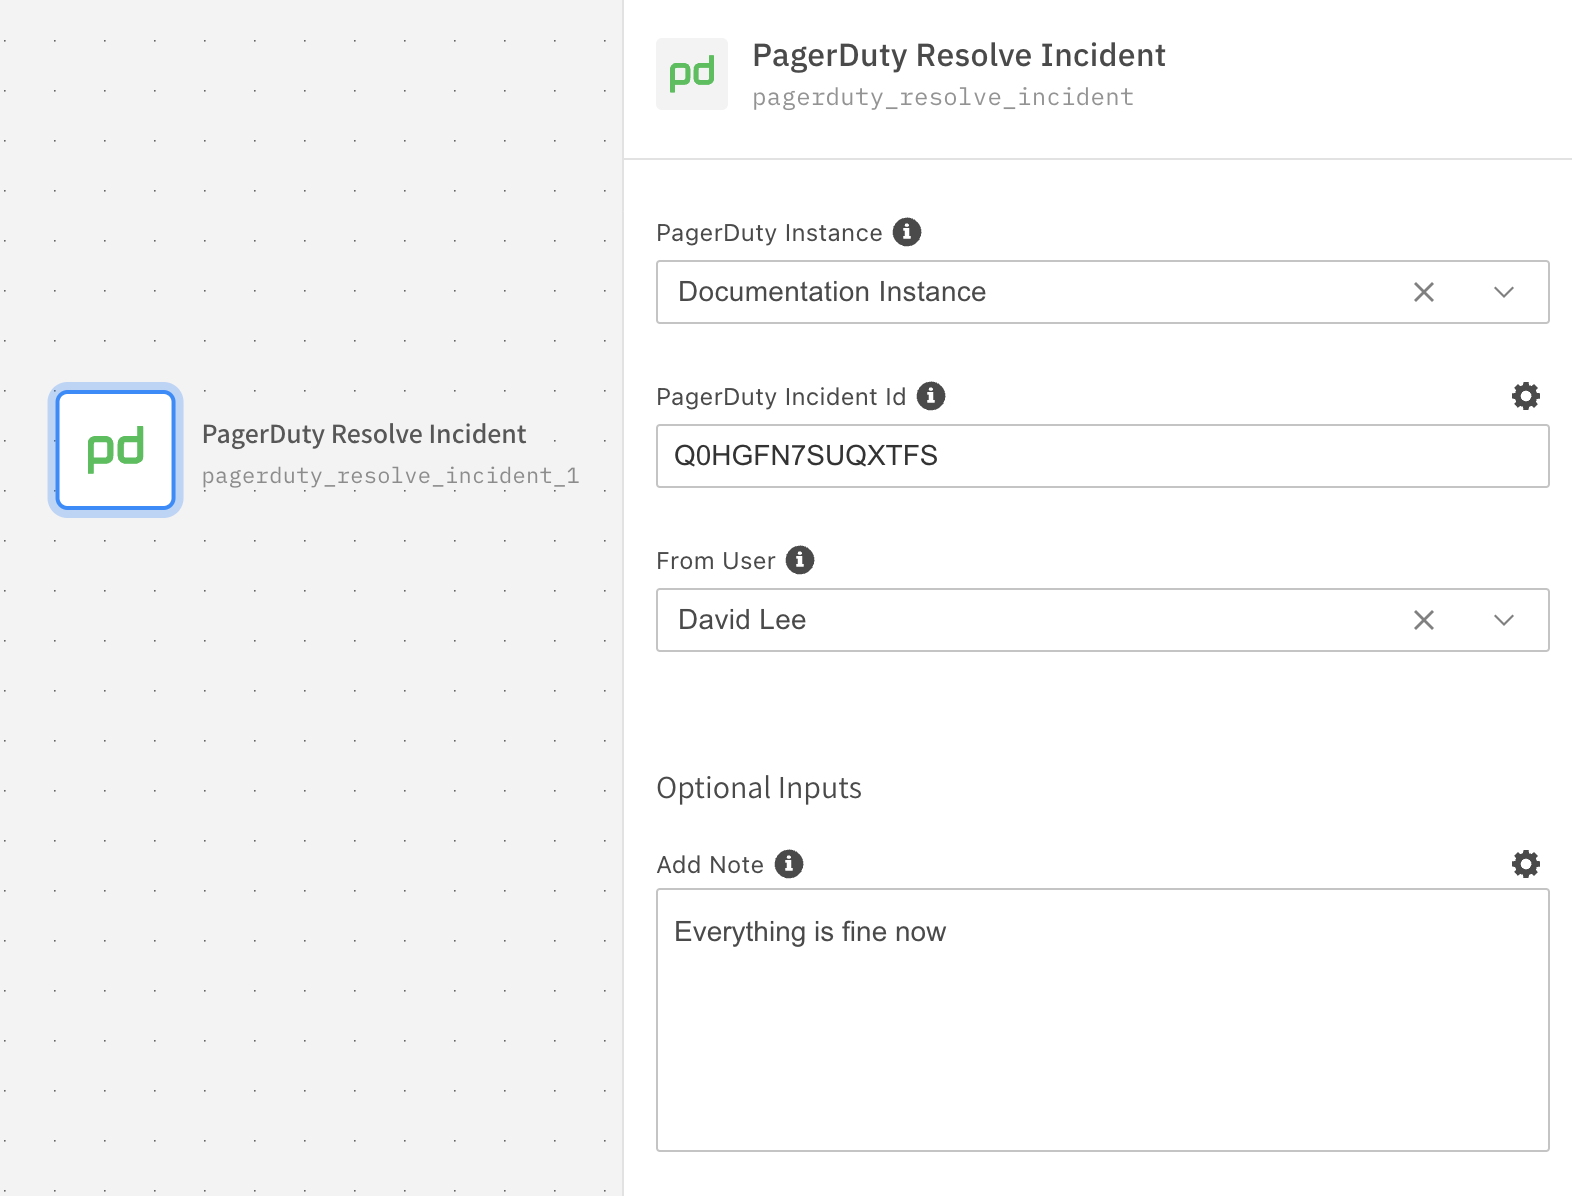 pd
PagerDuty Resolve Incident
pagerduty_resolve_incident_1
pd
PagerDuty Resolve Incident
pagerduty_resolve_incident
PagerDuty Instance
Documentation Instance
PagerDuty Incident Id
Q0HGFN7SUQXTFS
From User
David Lee
Optional Inputs
Add Note
Everything is fine now